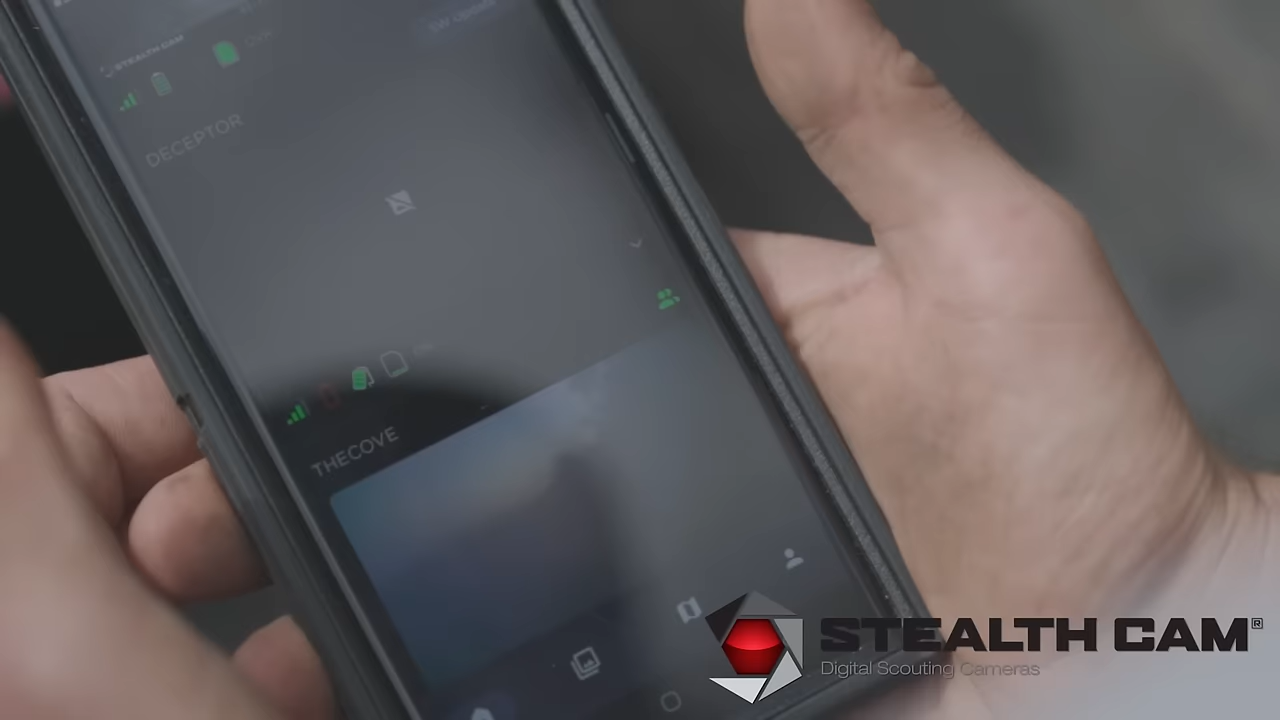 STEALTH CAM
DECEPTOR
THECOVE
STEALTH CAM®
Digital Scouting Cameras